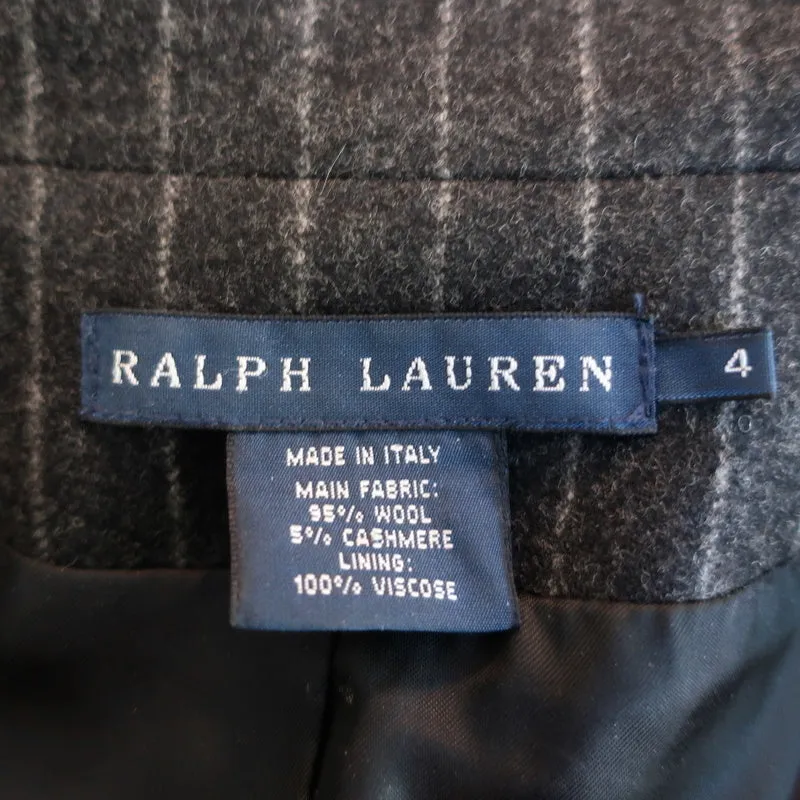 RALPH LAUREN
4
MADE IN ITALY
MAIN FABRIC:
95% WOOL
5% CASHMERE
LINING:
100% VISCOSE